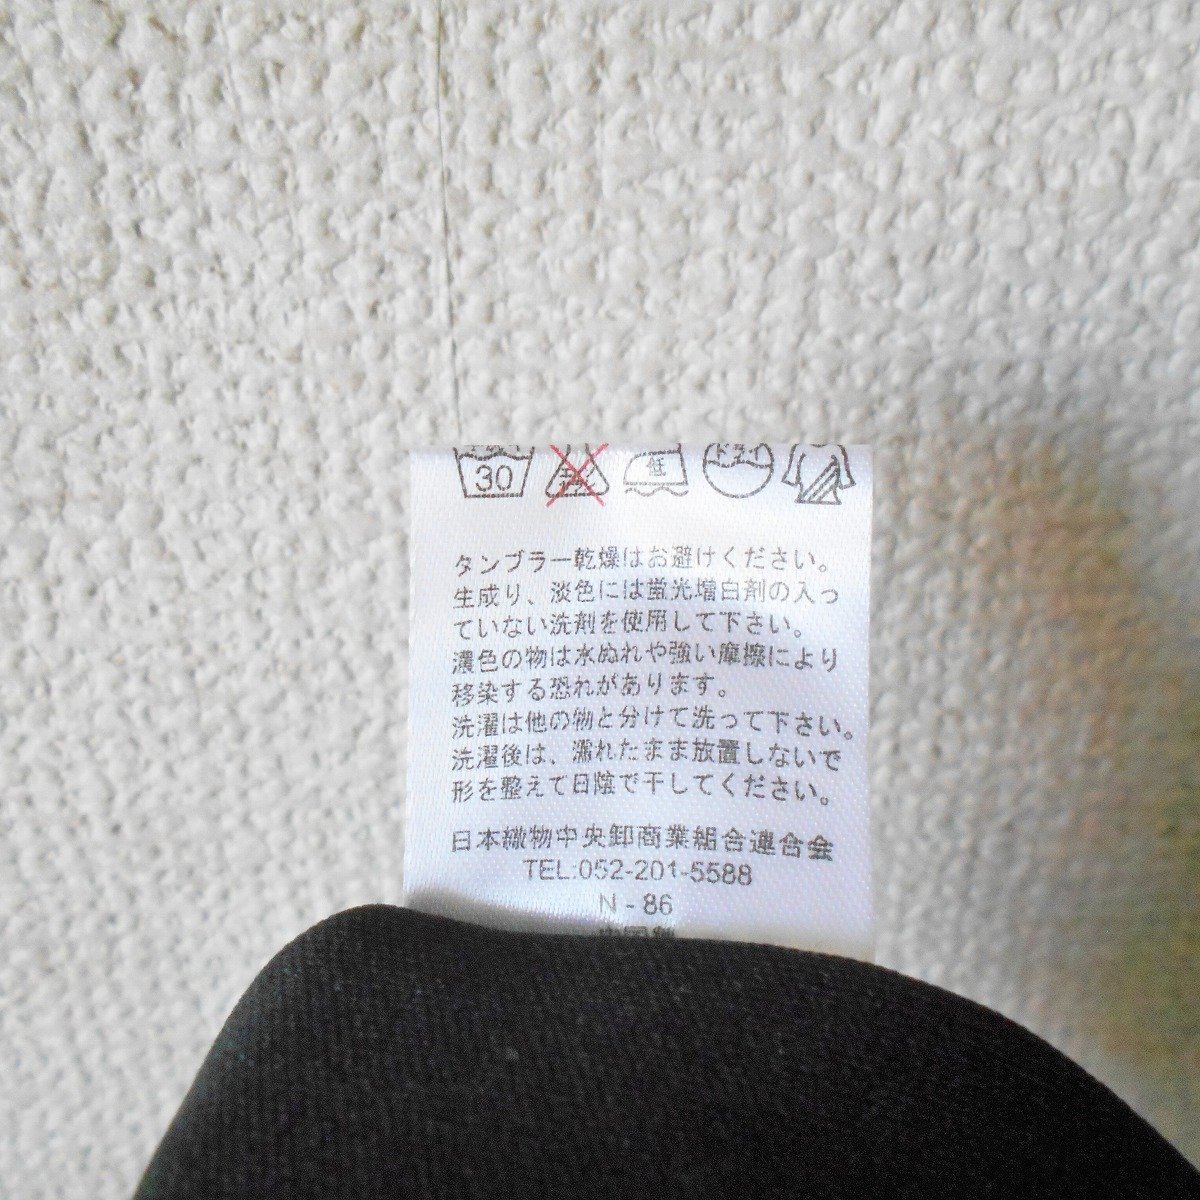 30
低
ドライ
タンブラー乾燥はお避けください。
生成り、淡色には蛍光増白剤の入っ
ていない洗剤を使用して下さい。
濃色の物は水ぬれや強い摩擦により
移染する恐れがあります。
洗濯は他の物と分けて洗って下さい。
洗濯後は、濡れたまま放置しないで
形を整えて日陰で干してください。
日本織物中央卸商業組合連合会
TEL:052-201-5588
N - 86
中国製